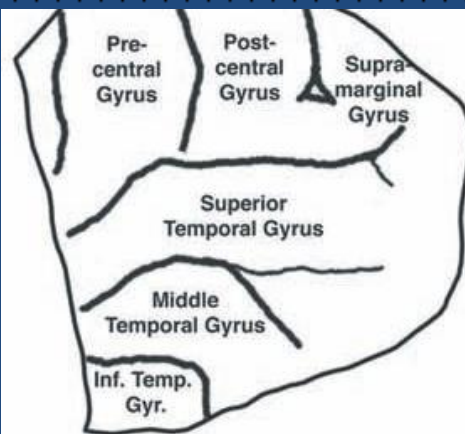 Pre-
central
Gyrus
Post-
central
Gyrus
Supra-
marginal
Gyrus
Superior
Temporal Gyrus
Middle
Temporal Gyrus
Inf. Temp.
Gyr.